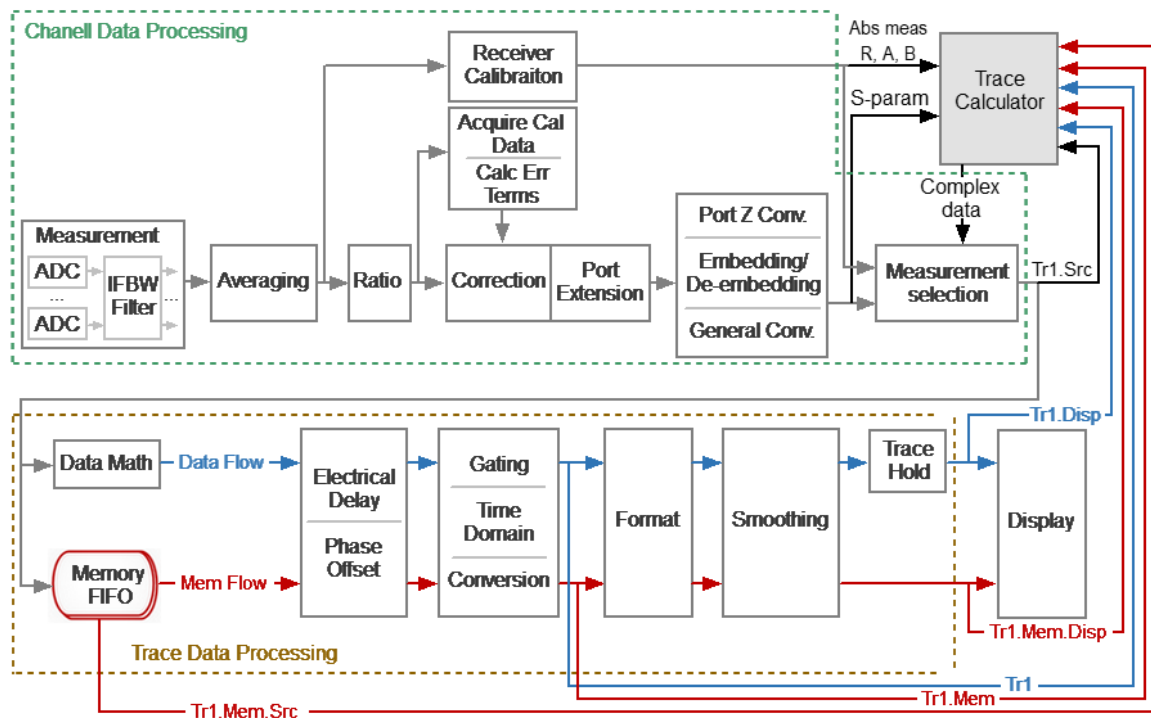 Chanell Data Processing
Receiver
Calibraiton
Abs meas
R, A, B
Trace
Calculator
S-param
Acquire Cal
Data
Calc Err
Terms
Complex
data
Measurement
ADC
...
ADC
IFBW
Filter
...
Averaging
Ratio
Correction
Port
Extension
Port Z Conv.
Embedding/
De-embedding
General Conv.
Measurement
selection
Tr1.Src
Tr1.Disp
Data Math
Data Flow
Electrical
Delay
Phase
Offset
Gating
Time
Domain
Conversion
Format
Smoothing
Trace
Hold
Display
Memory
FIFO
Mem Flow
Tr1.Mem.Disp
Trace Data Processing
Tr1
Tr1.Mem
Tr1.Mem.Src